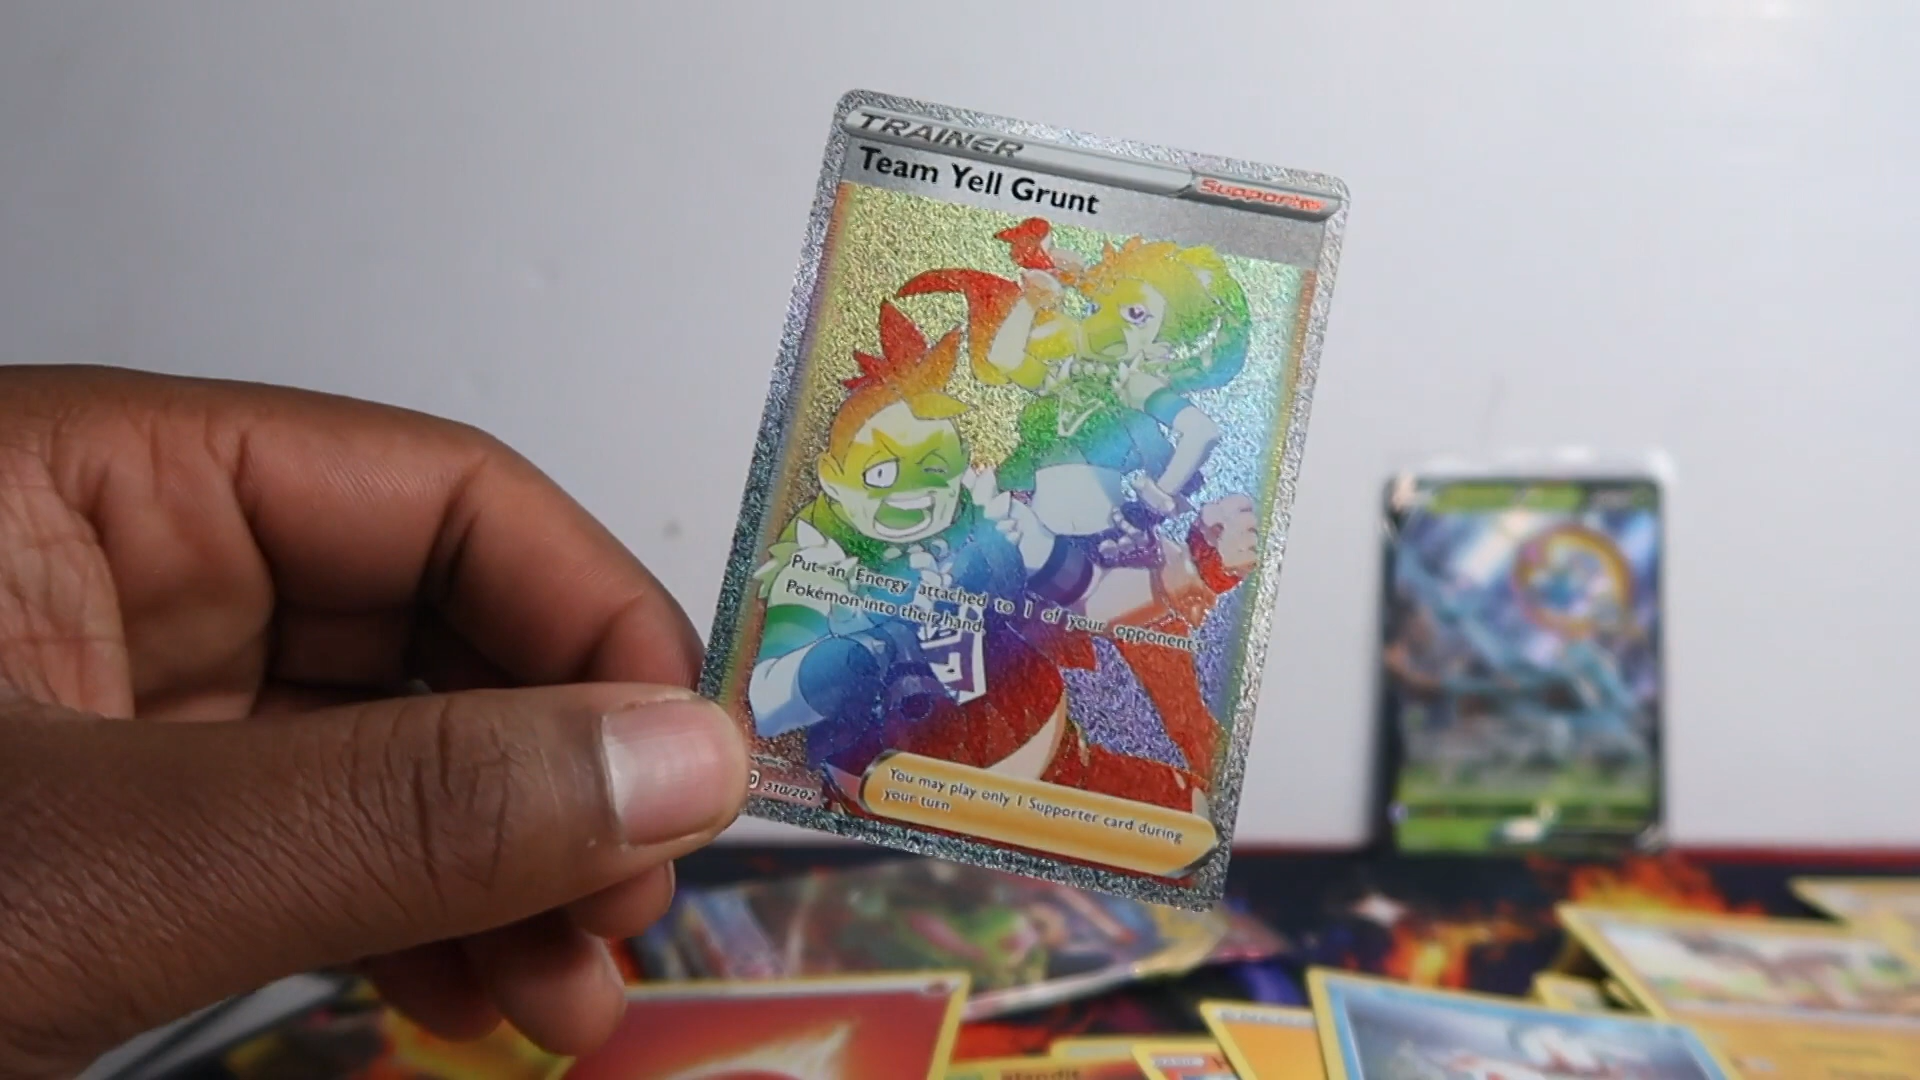 TRAINER
Supporter
Team Yell Grunt
Put an Energy attached to 1 of your opponent's
Pokémon into their hand.
310/202
You may play only 1 Supporter card during
your turn.